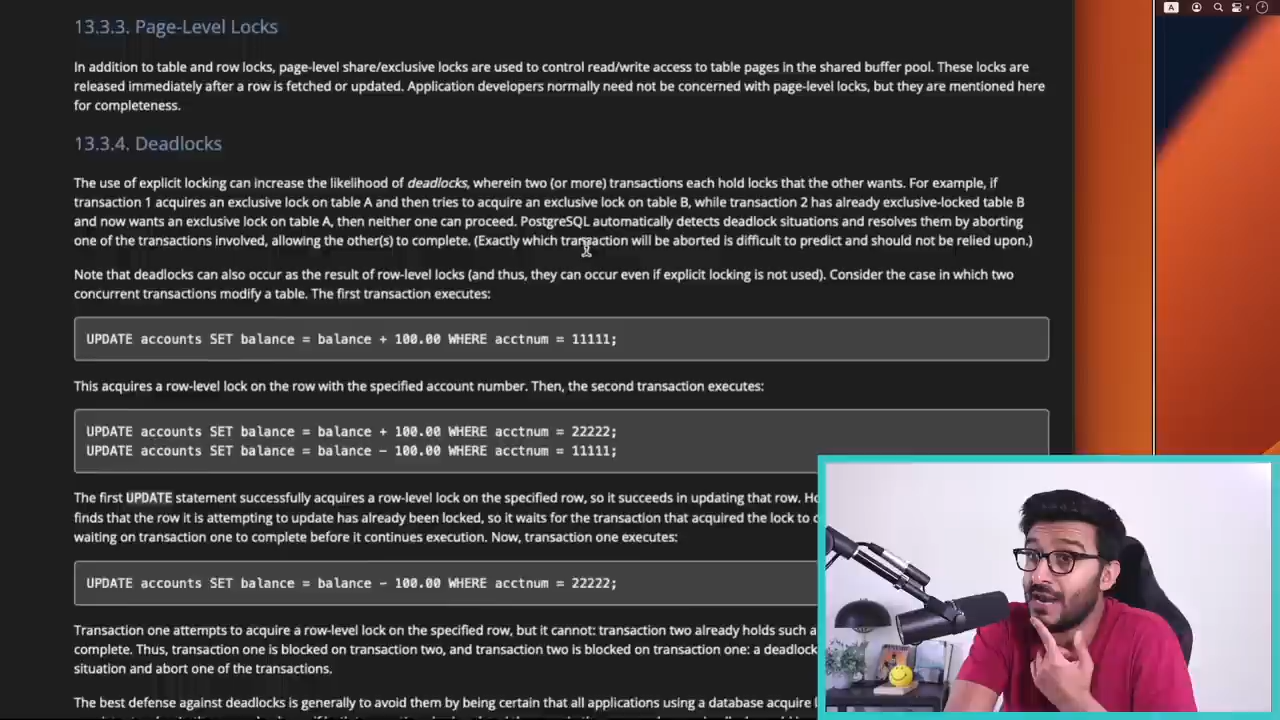 13.3.3. Page-Level Locks
In addition to table and row locks, page-level share/exclusive locks are used to control read/write access to table pages in the shared buffer pool. These locks are
released immediately after a row is fetched or updated. Application developers normally need not be concerned with page-level locks, but they are mentioned here
for completeness.
13.3.4. Deadlocks
The use of explicit locking can increase the likelihood of deadlocks, wherein two (or more) transactions each hold locks that the other wants. For example, if
transaction 1 acquires an exclusive lock on table A and then tries to acquire an exclusive lock on table B, while transaction 2 has already exclusive-locked table B
and now wants an exclusive lock on table A, then neither one can proceed. PostgreSQL automatically detects deadlock situations and resolves them by aborting
one of the transactions involved, allowing the other(s) to complete. (Exactly which transaction will be aborted is difficult to predict and should not be relied upon.)
Note that deadlocks can also occur as the result of row-level locks (and thus, they can occur even if explicit locking is not used). Consider the case in which two
concurrent transactions modify a table. The first transaction executes:
UPDATE accounts SET balance = balance + 100.00 WHERE acctnum = 11111;
This acquires a row-level lock on the row with the specified account number. Then, the second transaction executes:
UPDATE accounts SET balance = balance + 100.00 WHERE acctnum = 22222;
UPDATE accounts SET balance = balance - 100.00 WHERE acctnum = 11111;
The first UPDATE statement successfully acquires a row-level lock on the specified row, so it succeeds in updating that row.
finds that the row it is attempting to update has already been locked, so it waits for the transaction that acquired the lock to
waiting on transaction one to complete before it continues execution. Now, transaction one executes:
UPDATE accounts SET balance = balance - 100.00 WHERE acctnum = 22222;
Transaction one attempts to acquire a row-level lock on the specified row, but it cannot: transaction two already holds such a
complete. Thus, transaction one is blocked on transaction two, and transaction two is blocked on transaction one: a deadlock
situation and abort one of the transactions.
The best defense against deadlocks is generally to avoid them by being certain that all applications using a database acquire
A